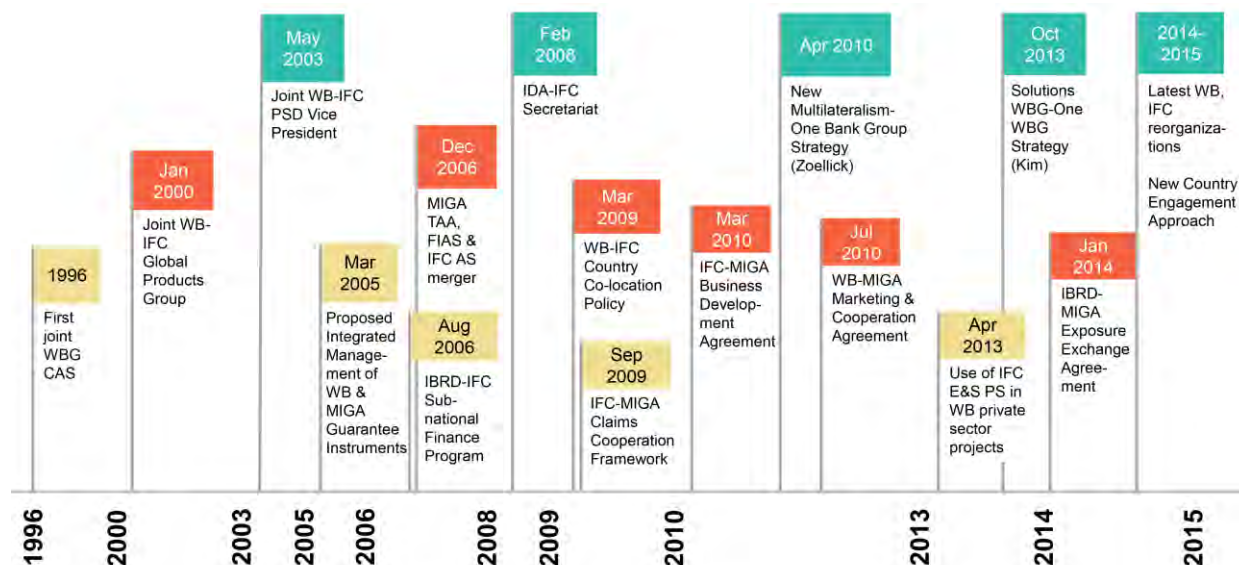 1996
First
joint
WBG
CAS
Jan
2000
Joint WB-
IFC
Global
Products
Group
May
2003
Joint WB-IFC
PSD Vice
President
Mar
2005
Proposed
Integrated
Manage-
ment of
WB &
MIGA
Guarantee
Instruments
Dec
2006
MIGA
TAA,
FIAS &
IFC AS
merger
Aug
2006
IBRD-IFC
Sub-
national
Finance
Program
Feb
2008
IDA-IFC
Secretariat
Mar
2009
WB-IFC
Country
Co-location
Policy
Sep
2009
IFC-MIGA
Claims
Cooperation
Framework
Mar
2010
IFC-MIGA
Business
Develop-
ment
Agreement
Apr 2010
New
Multilateralism-
One Bank Group
Strategy
(Zoellick)
Jul
2010
WB-MIGA
Marketing &
Cooperation
Agreement
Apr
2013
Use of IFC
E&S PS in
WB private
sector
projects
Oct
2013
Solutions
WBG-One
WBG
Strategy
(Kim)
Jan
2014
IBRD-
MIGA
Exposure
Exchange
Agree-
ment
2014-
2015
Latest WB,
IFC
reorganiza-
tions
New Country
Engagement
Approach
1996
2000
2003
2005
2006
2008
2009
2010
2013
2014
2015